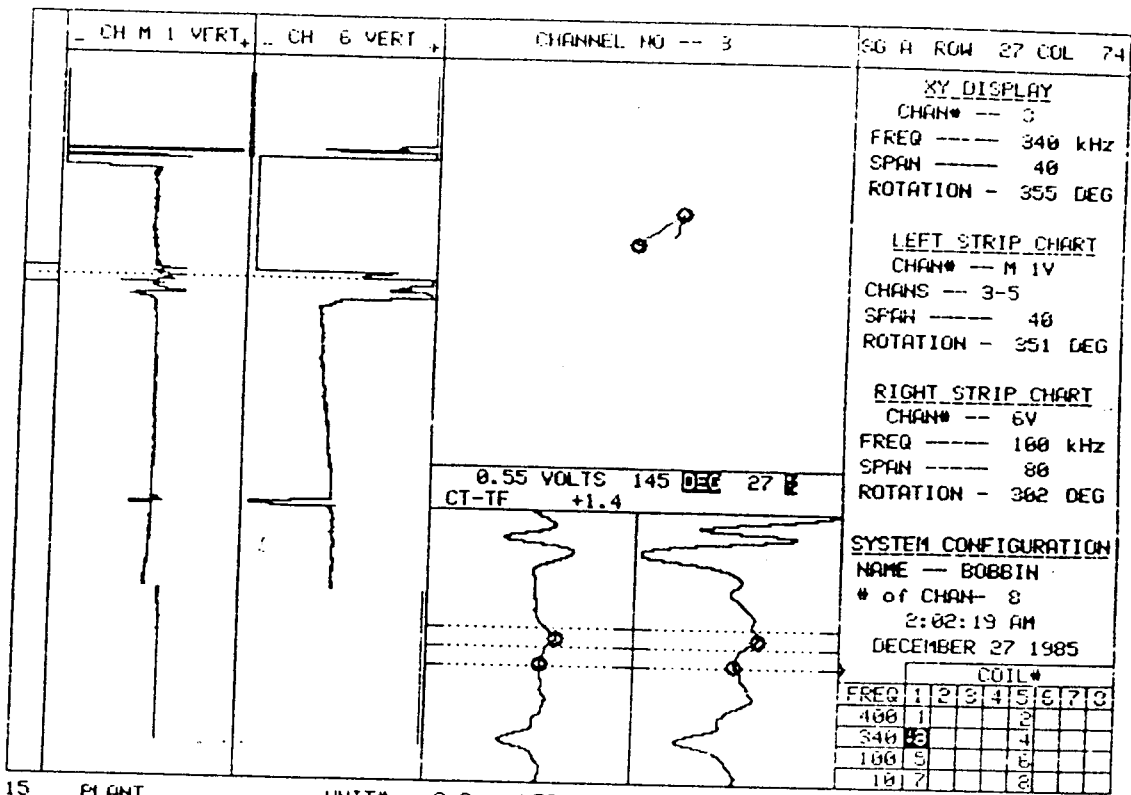 _ CH M 1 VERT +
_ CH 6 VERT +
CHANNEL NO -- 3
SG A ROW 27 COL 74
XY DISPLAY
CHAN# -- 3
FREQ ----- 340 kHz
SPAN ----- 40
ROTATION - 355 DEG
LEFT STRIP CHART
CHAN# -- M 1V
CHANS -- 3-5
SPAN ----- 40
ROTATION - 351 DEG
RIGHT STRIP CHART
CHAN# -- 6V
FREQ ----- 100 kHz
SPAN ----- 80
ROTATION - 302 DEG
0.55 VOLTS 145 DEG 27 %
CT-TF +1.4
SYSTEM CONFIGURATION
NAME -- BOBBIN
# of CHAN- 8
2:02:19 AM
DECEMBER 27 1985
COIL#
FREQ 1 2 3 4 5 6 7 8
400 1 2
340 3 4
100 5 6
10 7 8
15 PLANT UNIT#